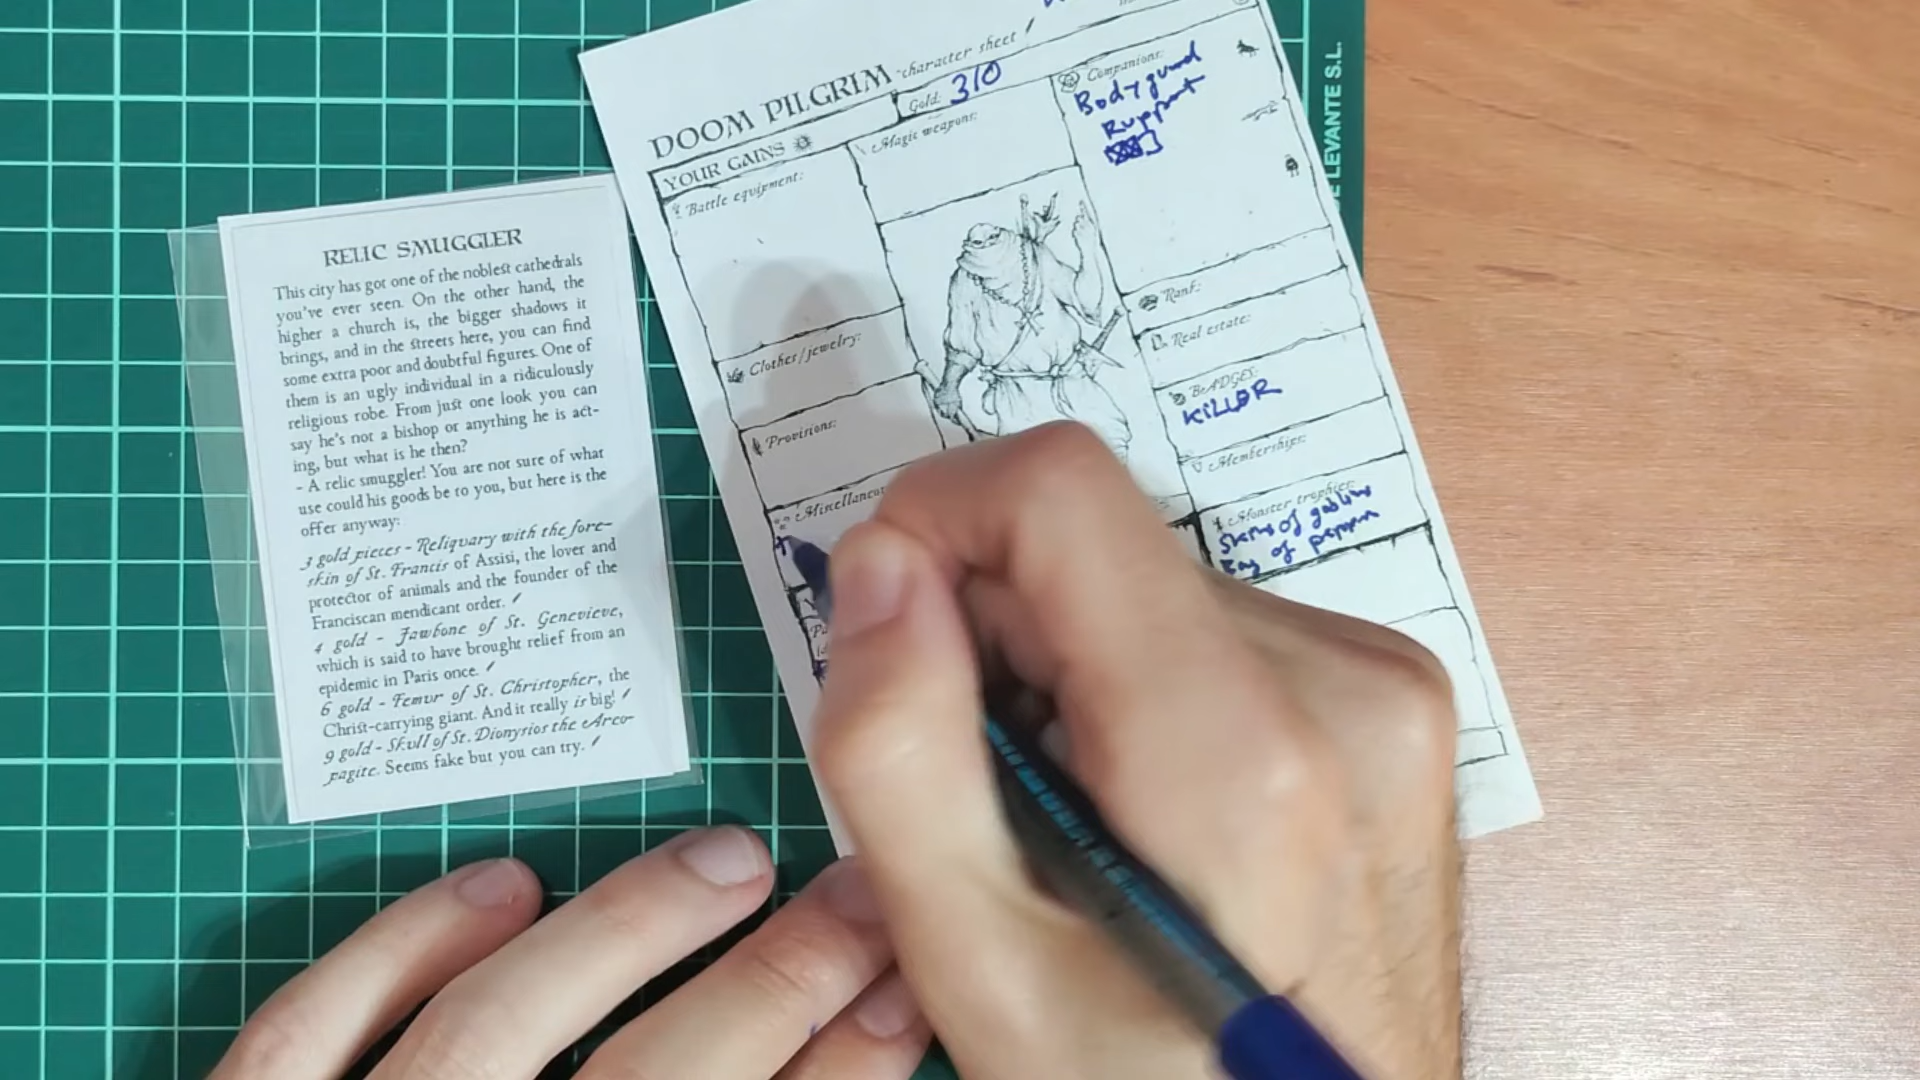 RELIC SMUGGLER
This city has got one of the noblest cathedrals
you've ever seen. On the other hand, the
higher a church is, the bigger shadows it
brings, and in the streets here, you can find
some extra poor and doubtful figures. One of
them is an ugly individual in a ridiculously
religious robe. From just one look you can
say he's not a bishop or anything he is act-
ing, but what is he then?
- A relic smuggler! You are not sure of what
use could his goods be to you, but here is the
offer anyway:
3 gold pieces - Reliquary with the fore-
skin of St. Francis of Assisi, the lover and
protector of animals and the founder of the
Franciscan mendicant order.
4 gold - Jawbone of St. Genevieve,
which is said to have brought relief from an
epidemic in Paris once.
6 gold - Femur of St. Christopher, the
Christ-carrying giant. And it really is big!
9 gold - Skull of St. Dionysios the Areo-
pagite. Seems fake but you can try.
DOOM PILGRIM - character sheet
YOUR GAINS
Gold: 310
Battle equipment:
Magic weapons:
Clothes/jewelry:
Provisions:
Companions:
Bodyguard
Ruppert
Rank:
Real estate:
BADGES:
KILLER
Memberships:
Monster trophies:
Skins of goblins
Bag of
LEVANTE S.L.